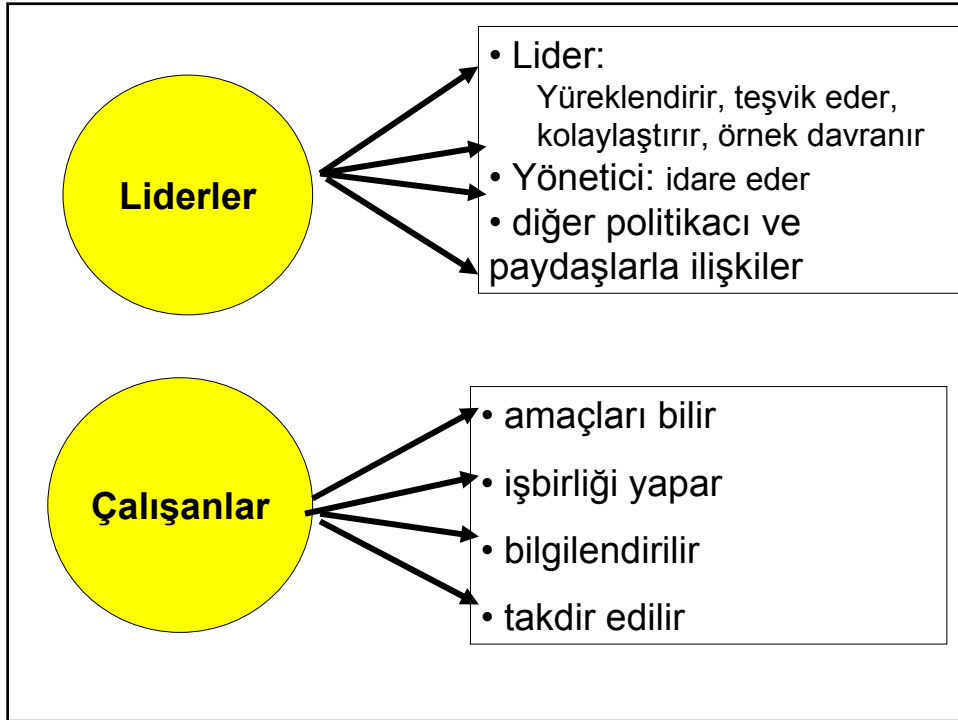 Liderler
• Lider:
Yüreklendirir, teşvik eder,
kolaylaştırır, örnek davranır
• Yönetici: idare eder
• diğer politikacı ve
paydaşlarla ilişkiler
Çalışanlar
• amaçları bilir
• işbirliği yapar
• bilgilendirilir
• takdir edilir